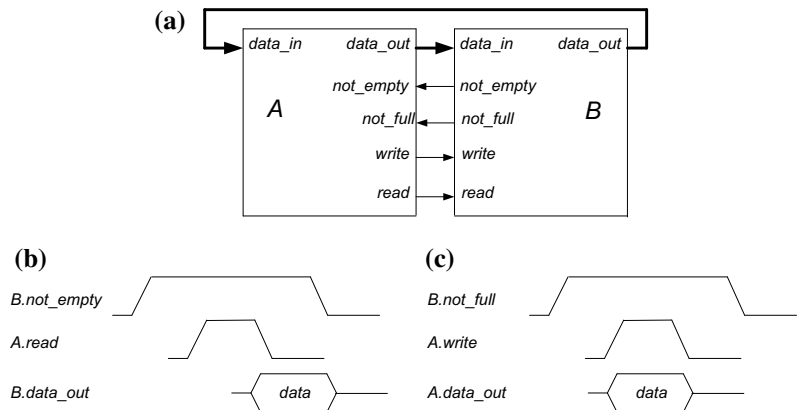 (a)
data_in data_out data_in data_out
not_empty not_empty
A B
not_full not_full
write write
read read
(b) (c)
B.not_empty B.not_full
A.read A.write
B.data_out data A.data_out data